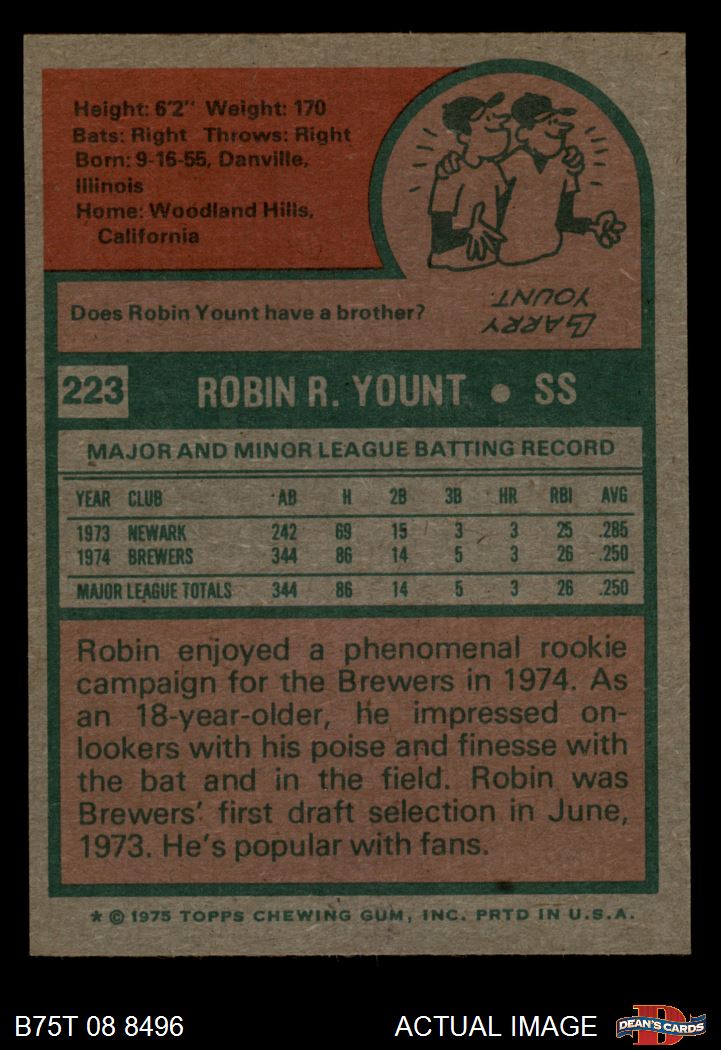 Height: 6'2" Weight: 170
Bats: Right Throws: Right
Born: 9-16-55, Danville,
Illinois
Home: Woodland Hills,
California
Does Robin Yount have a brother?
LARRY
YOUNT.
223 ROBIN R. YOUNT • SS
MAJOR AND MINOR LEAGUE BATTING RECORD
YEAR CLUB AB H 2B 3B HR RBI AVG
1973 NEWARK 242 69 15 3 3 25 .285
1974 BREWERS 344 86 14 5 3 26 .250
MAJOR LEAGUE TOTALS 344 86 14 5 3 26 .250
Robin enjoyed a phenomenal rookie
campaign for the Brewers in 1974. As
an 18-year-older, he impressed on-
lookers with his poise and finesse with
the bat and in the field. Robin was
Brewers' first draft selection in June,
1973. He's popular with fans.
* © 1975 TOPPS CHEWING GUM, INC. PRTD IN U.S.A.
B75T 08 8496 ACTUAL IMAGE D DEAN'S CARDS